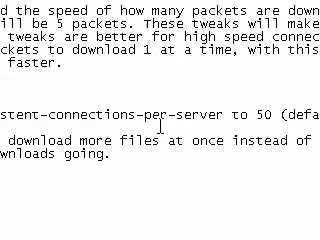 d the speed of how many packets are down
ill be 5 packets. These tweaks will make
tweaks are better for high speed connec
ckets to download 1 at a time, with this
faster.
stent-connections-per-server to 50 (defa
download more files at once instead of
wnloads going.